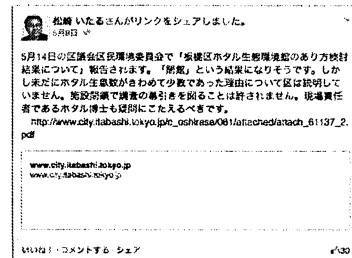 松崎 いたるさんがリンクをシェアしました。
5月9日
5月14日の区議会区民環境委員会で「板橋区ホタル生態環境館のあり方検討
結果について」報告されます。「閉館」という結果になりそうです。しか
し未だにホタル生息数がきわめて少数であった理由について区は説明して
いません。施設閉鎖で調査の幕引きを図ることは許されません。現場責任
者であるホタル博士も疑問にこたえるべきです。
http://www.city.itabashi.tokyo.jp/c_oshirase/061/attached/attach_61137_2.
pdf
www.city.itabashi.tokyo.jp
www.city.itabashi.tokyo.jp
いいね!・コメントする・シェア
30